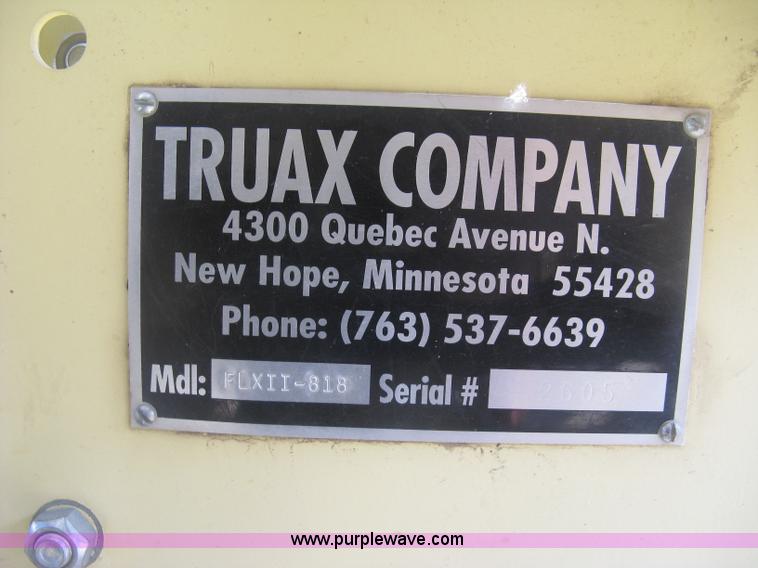 TRUAX COMPANY
4300 Quebec Avenue N.
New Hope, Minnesota 55428
Phone: (763) 537-6639
Mdl: FLXII-818 Serial # 2605
www.purplewave.com